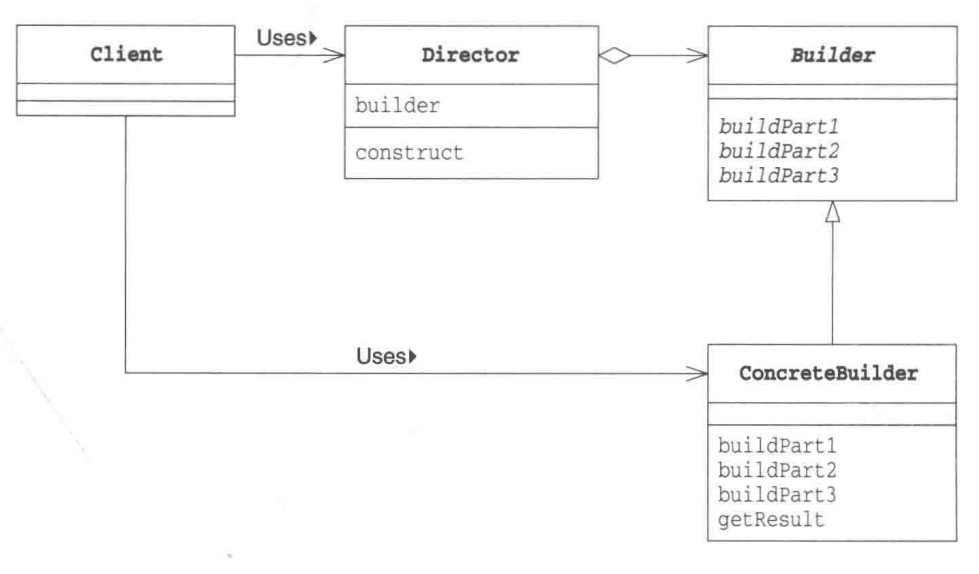 Client
Uses▶
Director
builder
construct
Builder
buildPart1
buildPart2
buildPart3
Uses▶
ConcreteBuilder
buildPart1
buildPart2
buildPart3
getResult